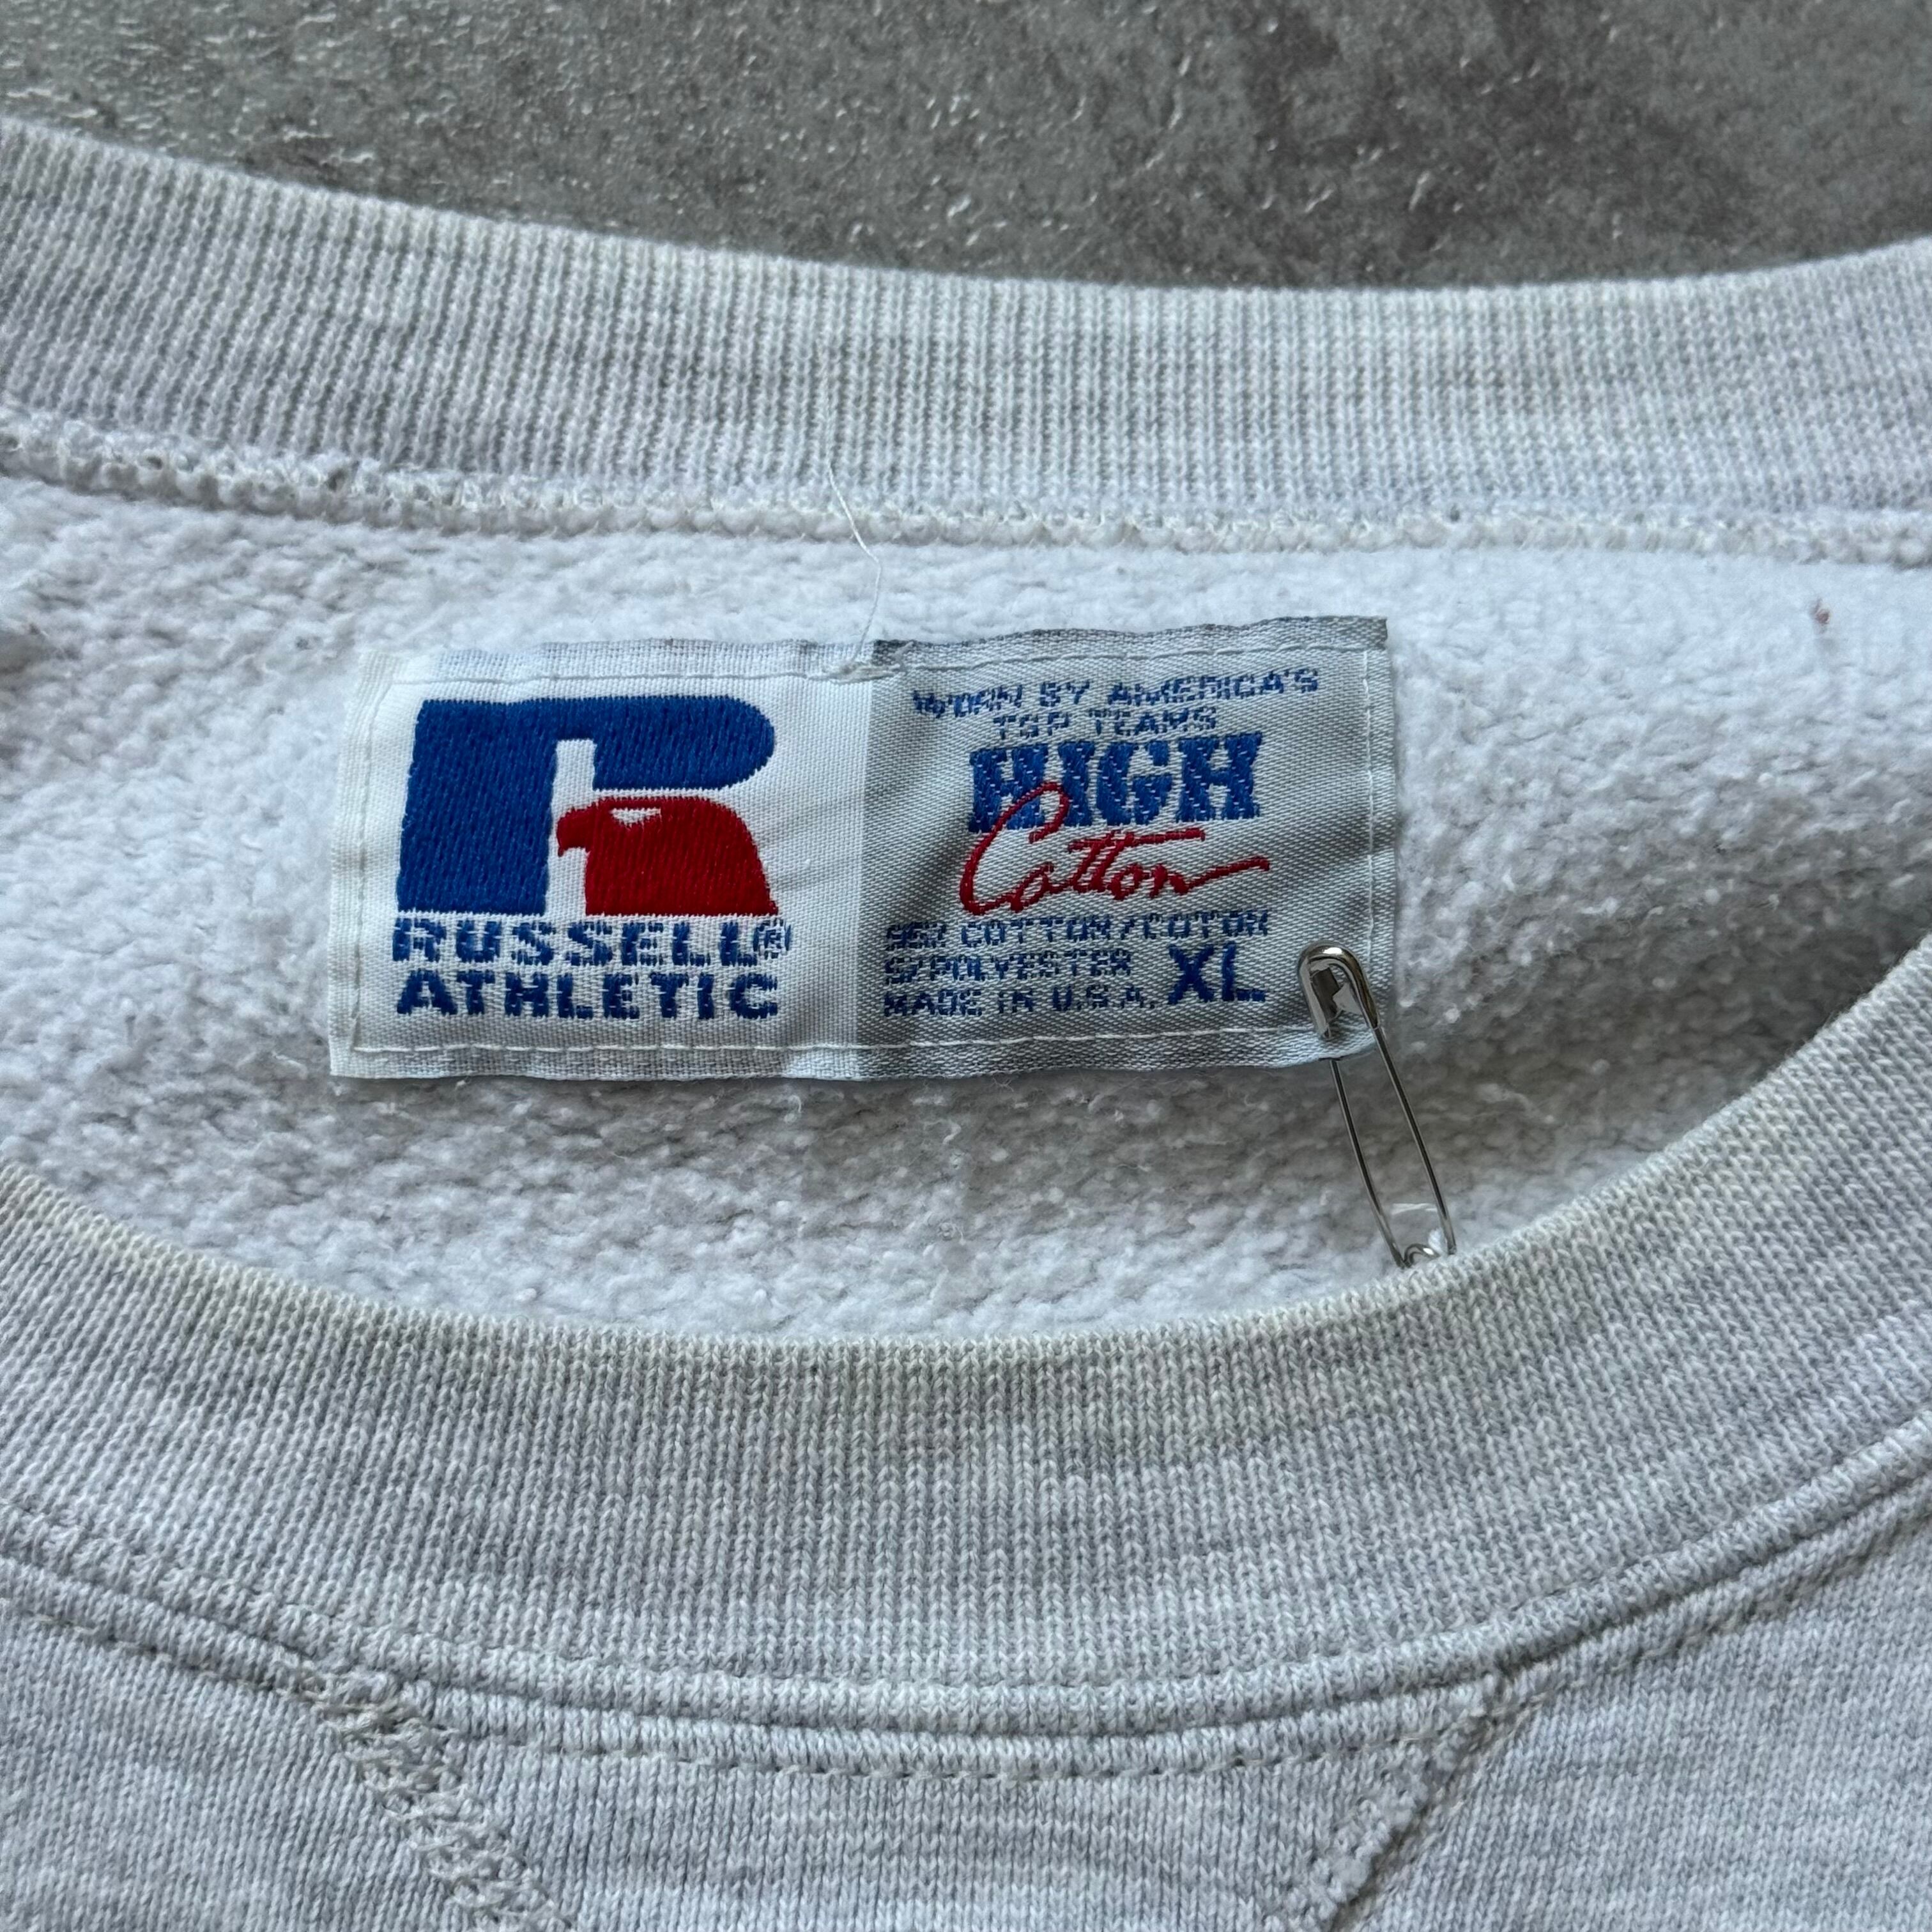 RUSSELL®
ATHLETIC
WORN BY AMERICA'S
TOP TEAMS
HIGH
Cotton
95% COTTON/COTON
5% POLYESTER
MADE IN U.S.A. XL